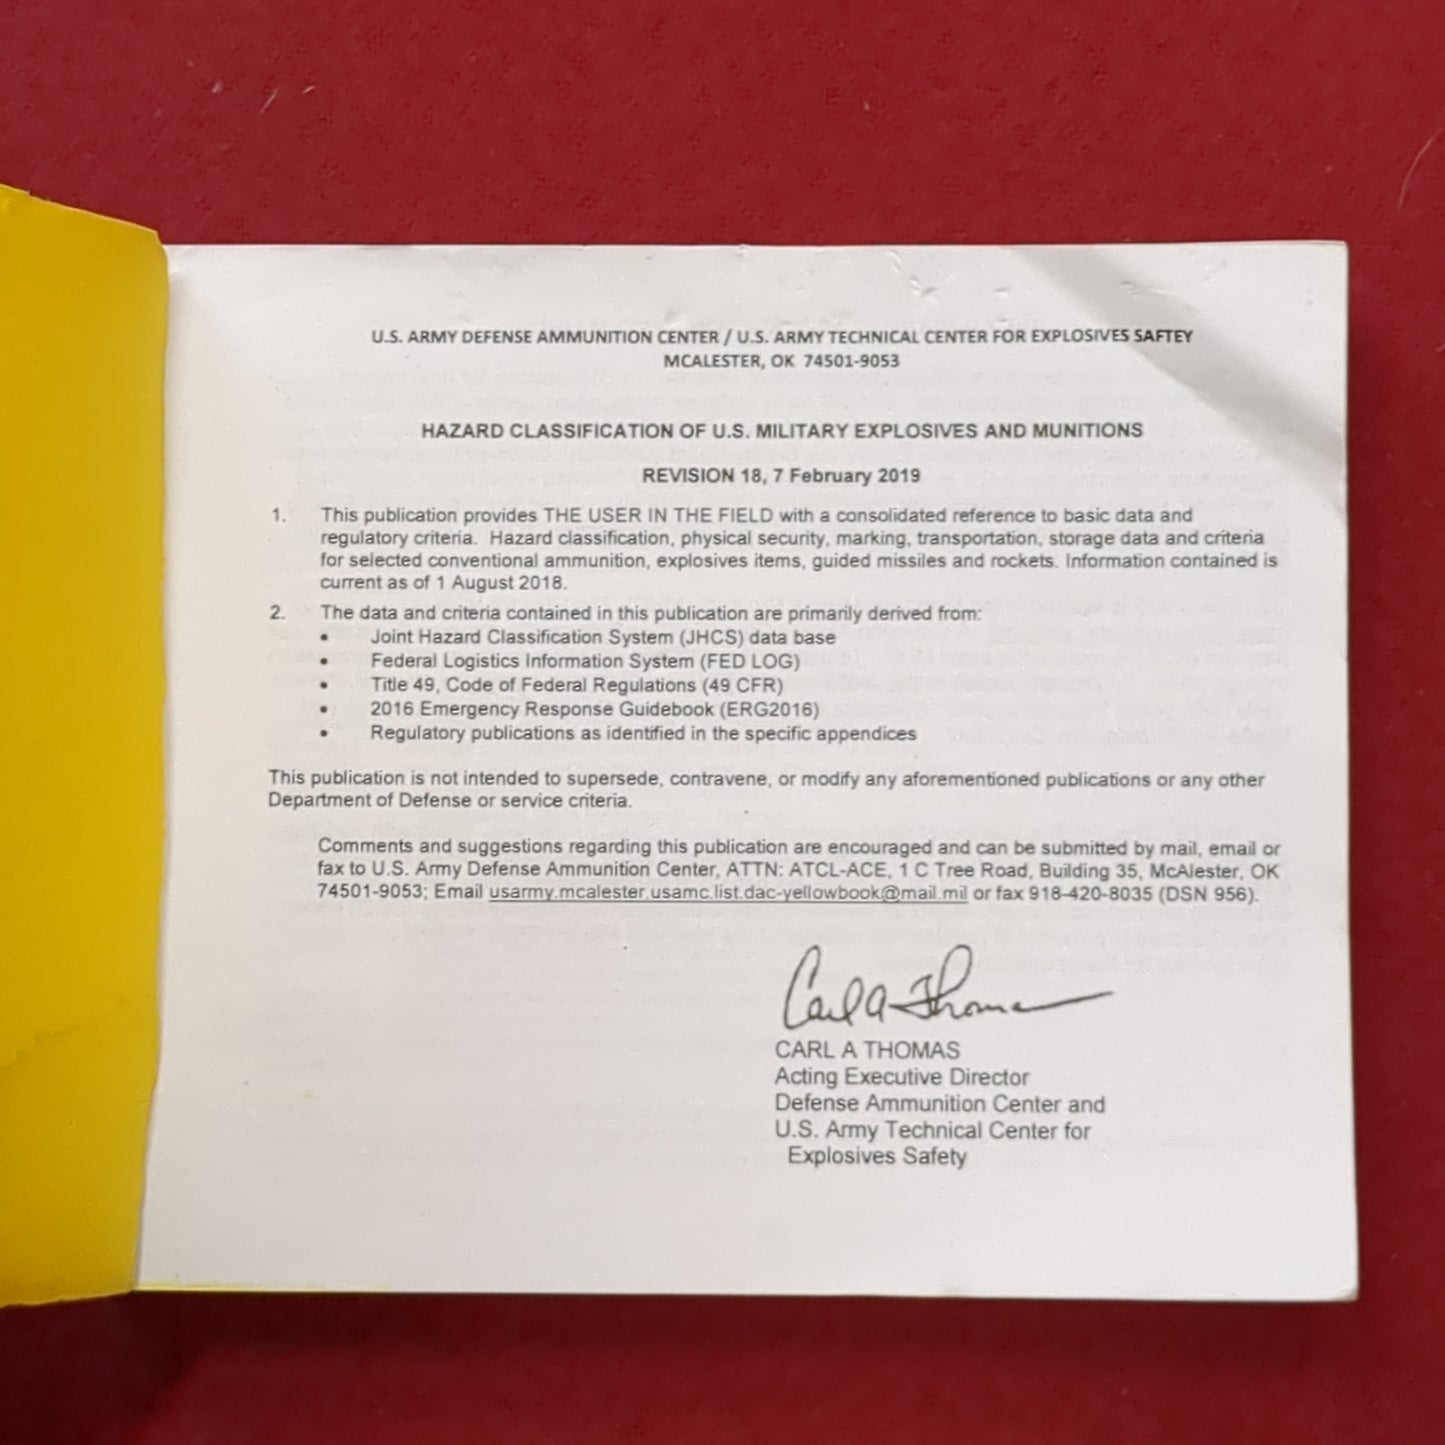 U.S. ARMY DEFENSE AMMUNITION CENTER / U.S. ARMY TECHNICAL CENTER FOR EXPLOSIVES SAFTEY
MCALESTER, OK 74501-9053
HAZARD CLASSIFICATION OF U.S. MILITARY EXPLOSIVES AND MUNITIONS
REVISION 18, 7 February 2019
1. This publication provides THE USER IN THE FIELD with a consolidated reference to basic data and
regulatory criteria. Hazard classification, physical security, marking, transportation, storage data and criteria
for selected conventional ammunition, explosives items, guided missiles and rockets. Information contained is
current as of 1 August 2018.
2. The data and criteria contained in this publication are primarily derived from:
• Joint Hazard Classification System (JHCS) data base
• Federal Logistics Information System (FED LOG)
• Title 49, Code of Federal Regulations (49 CFR)
• 2016 Emergency Response Guidebook (ERG2016)
• Regulatory publications as identified in the specific appendices
This publication is not intended to supersede, contravene, or modify any aforementioned publications or any other
Department of Defense or service criteria.
Comments and suggestions regarding this publication are encouraged and can be submitted by mail, email or
fax to U.S. Army Defense Ammunition Center, ATTN: ATCL-ACE, 1 C Tree Road, Building 35, McAlester, OK
74501-9053; Email usarmy.mcalester.usamc.list.dac-yellowbook@mail.mil or fax 918-420-8035 (DSN 956).
Carl A Thomas
CARL A THOMAS
Acting Executive Director
Defense Ammunition Center and
U.S. Army Technical Center for
Explosives Safety